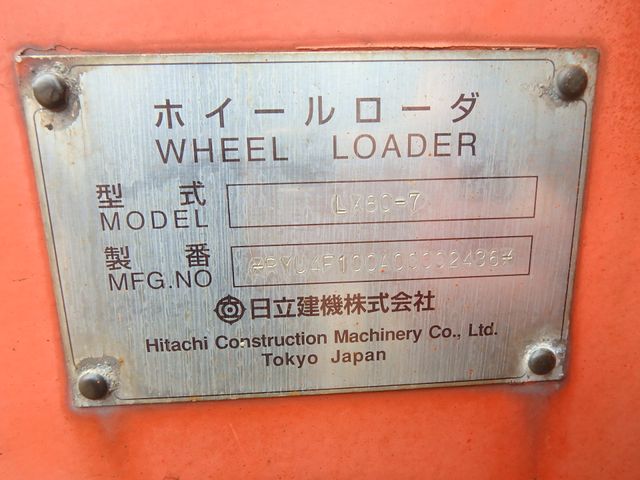 ホイールローダ
WHEEL LOADER
型式
MODEL LX80-7
製番
MFG.NO
日立建機株式会社
Hitachi Construction Machinery Co., Ltd.
Tokyo Japan